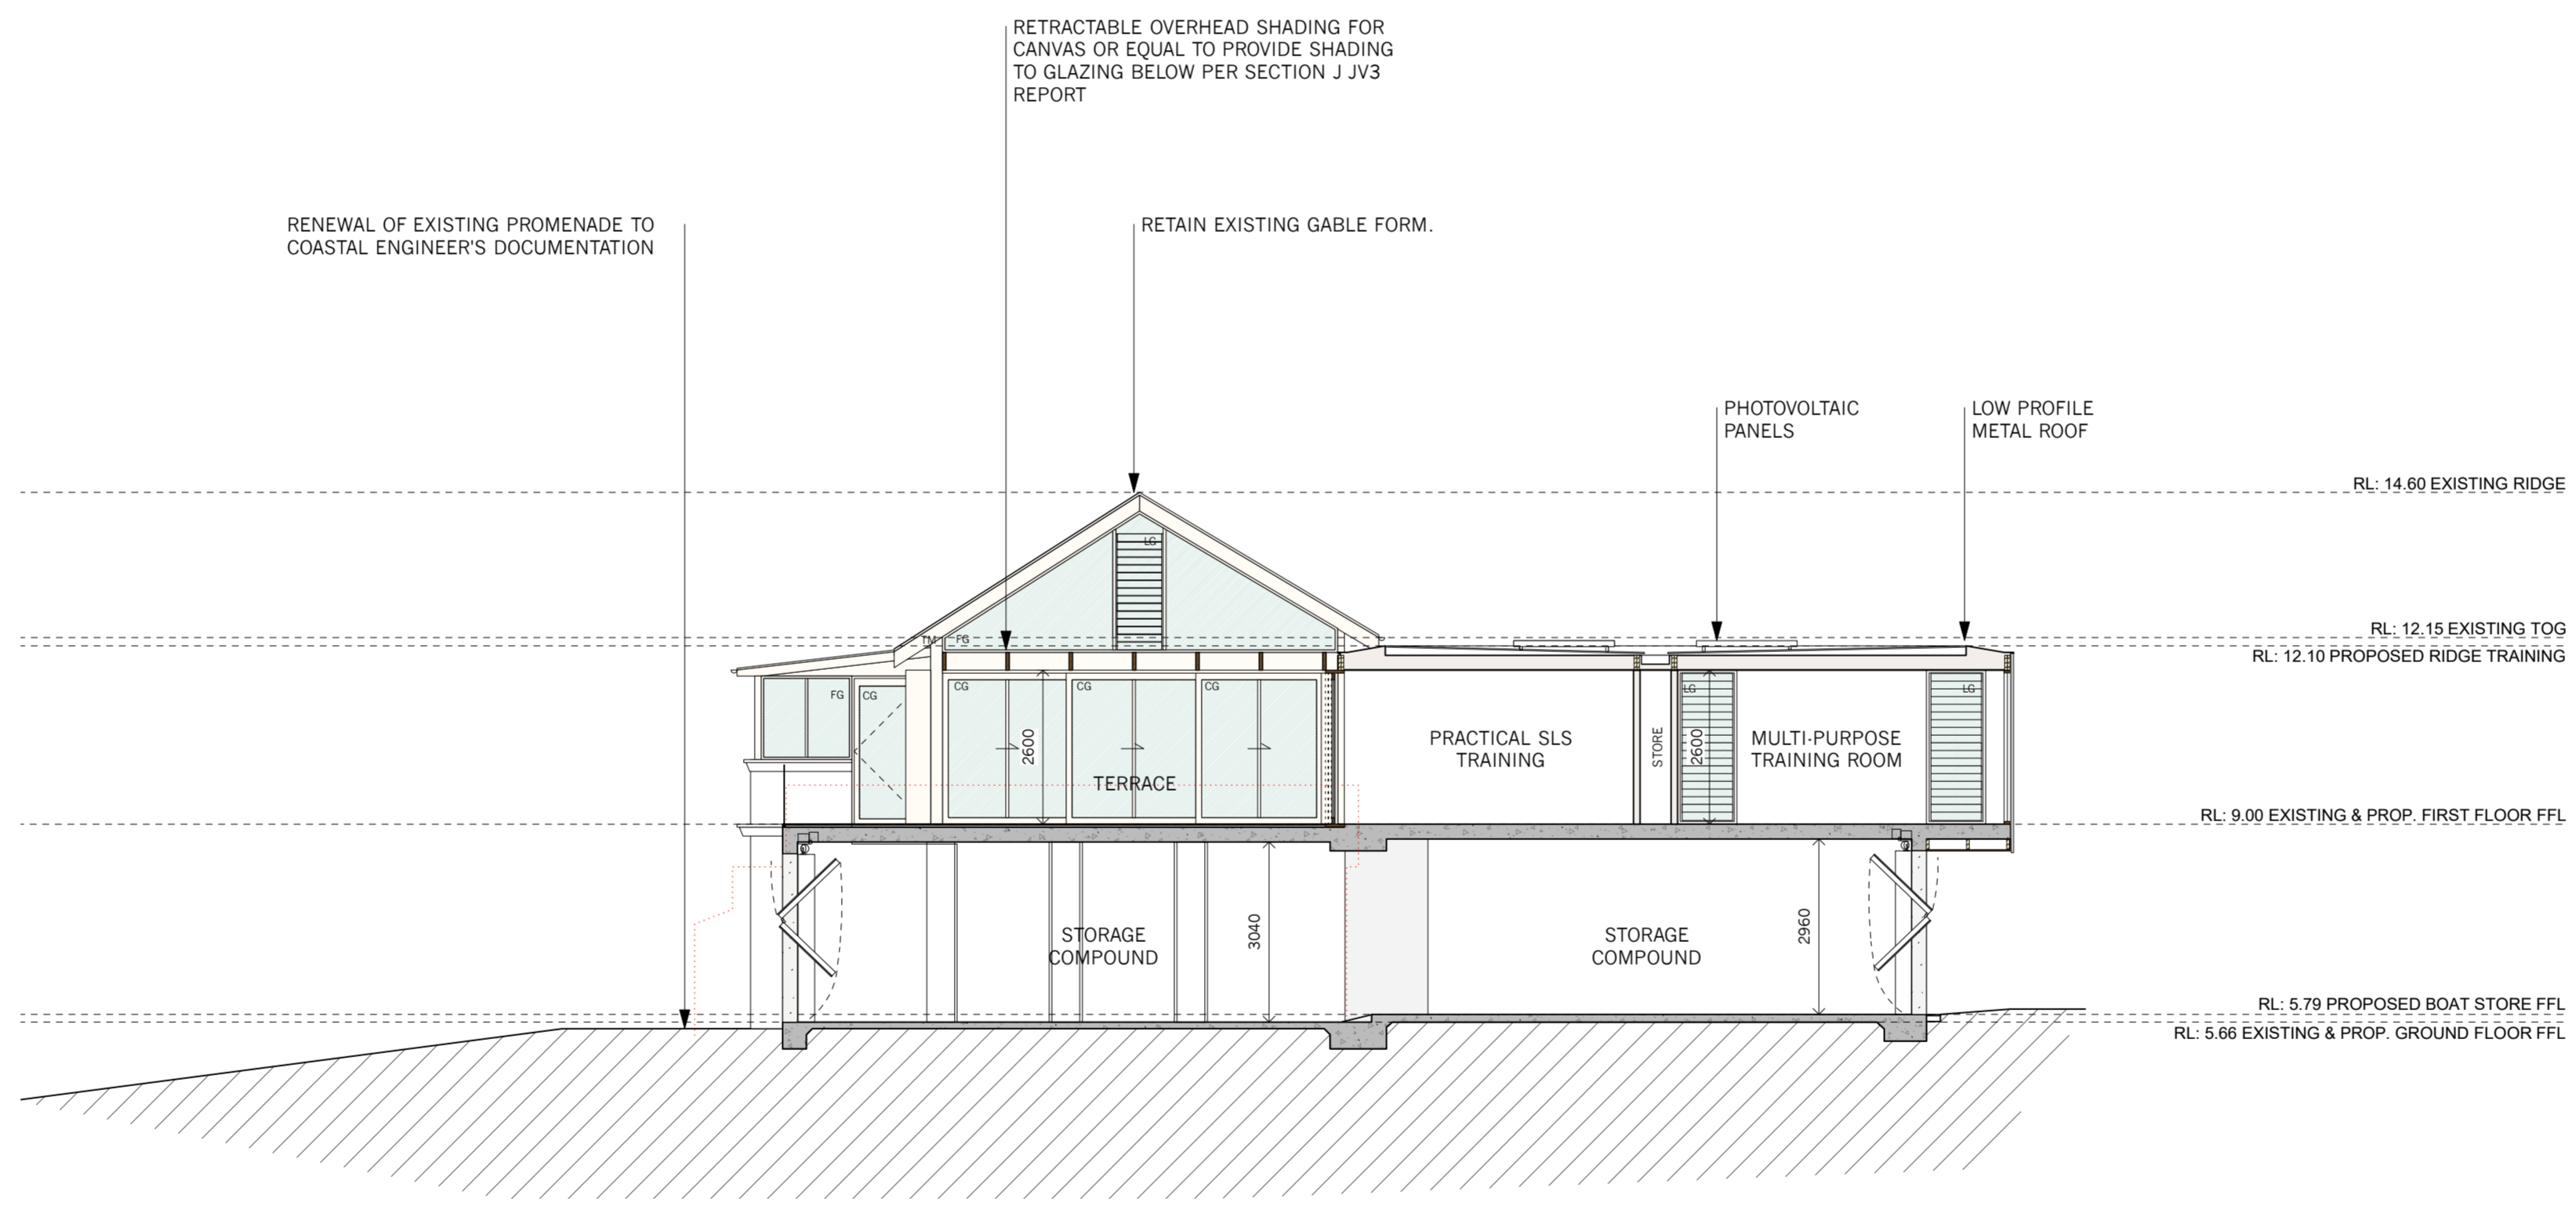 RETRACTABLE OVERHEAD SHADING FOR
CANVAS OR EQUAL TO PROVIDE SHADING
TO GLAZING BELOW PER SECTION J JV3
REPORT
RENEWAL OF EXISTING PROMENADE TO
COASTAL ENGINEER'S DOCUMENTATION
RETAIN EXISTING GABLE FORM.
PHOTOVOLTAIC
PANELS
LOW PROFILE
METAL ROOF
RL: 14.60 EXISTING RIDGE
LG
RL: 12.15 EXISTING TOG
TM
FG
RL: 12.10 PROPOSED RIDGE TRAINING
FG
CG
CG
CG
CG
LG
LG
2600
TERRACE
PRACTICAL SLS
TRAINING
STORE
2600
MULTI-PURPOSE
TRAINING ROOM
RL: 9.00 EXISTING & PROP. FIRST FLOOR FFL
STORAGE
COMPOUND
3040
STORAGE
COMPOUND
2960
RL: 5.79 PROPOSED BOAT STORE FFL
RL: 5.66 EXISTING & PROP. GROUND FLOOR FFL